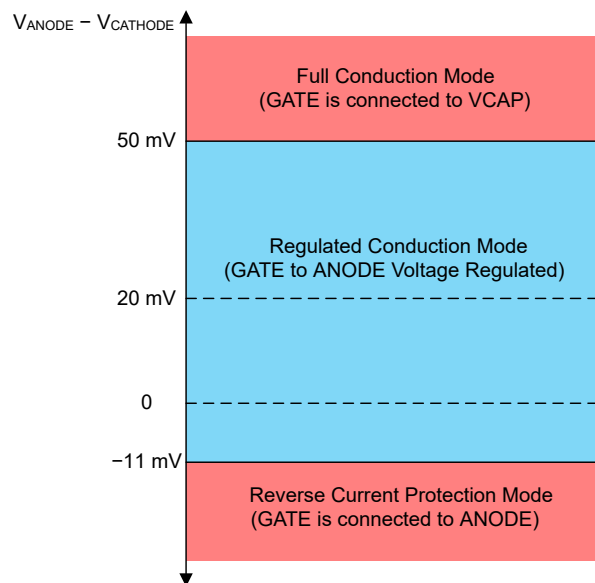 VANODE − VCATHODE
Full Conduction Mode
(GATE is connected to VCAP)
50 mV
Regulated Conduction Mode
(GATE to ANODE Voltage Regulated)
20 mV
0
−11 mV
Reverse Current Protection Mode
(GATE is connected to ANODE)